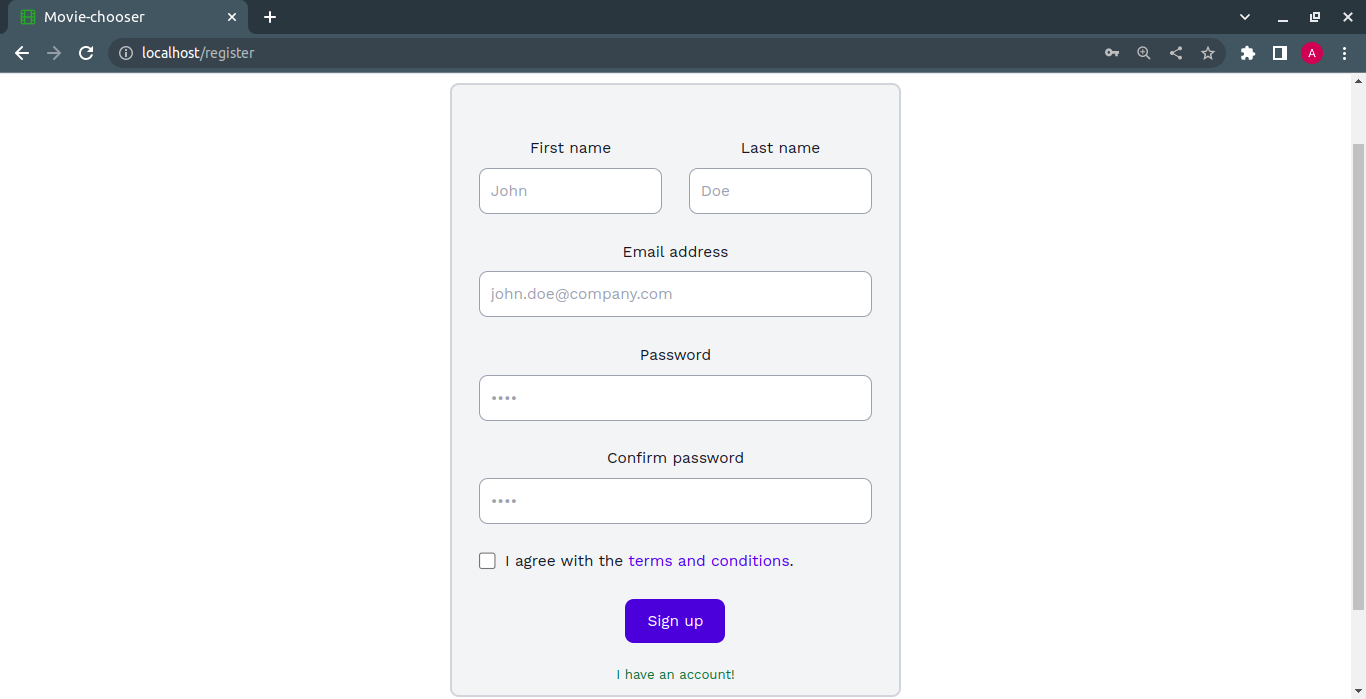 Movie-chooser
localhost/register
A
First name Last name
John Doe
Email address
john.doe@company.com
Password
••••
Confirm password
••••
I agree with the terms and conditions.
Sign up
I have an account!